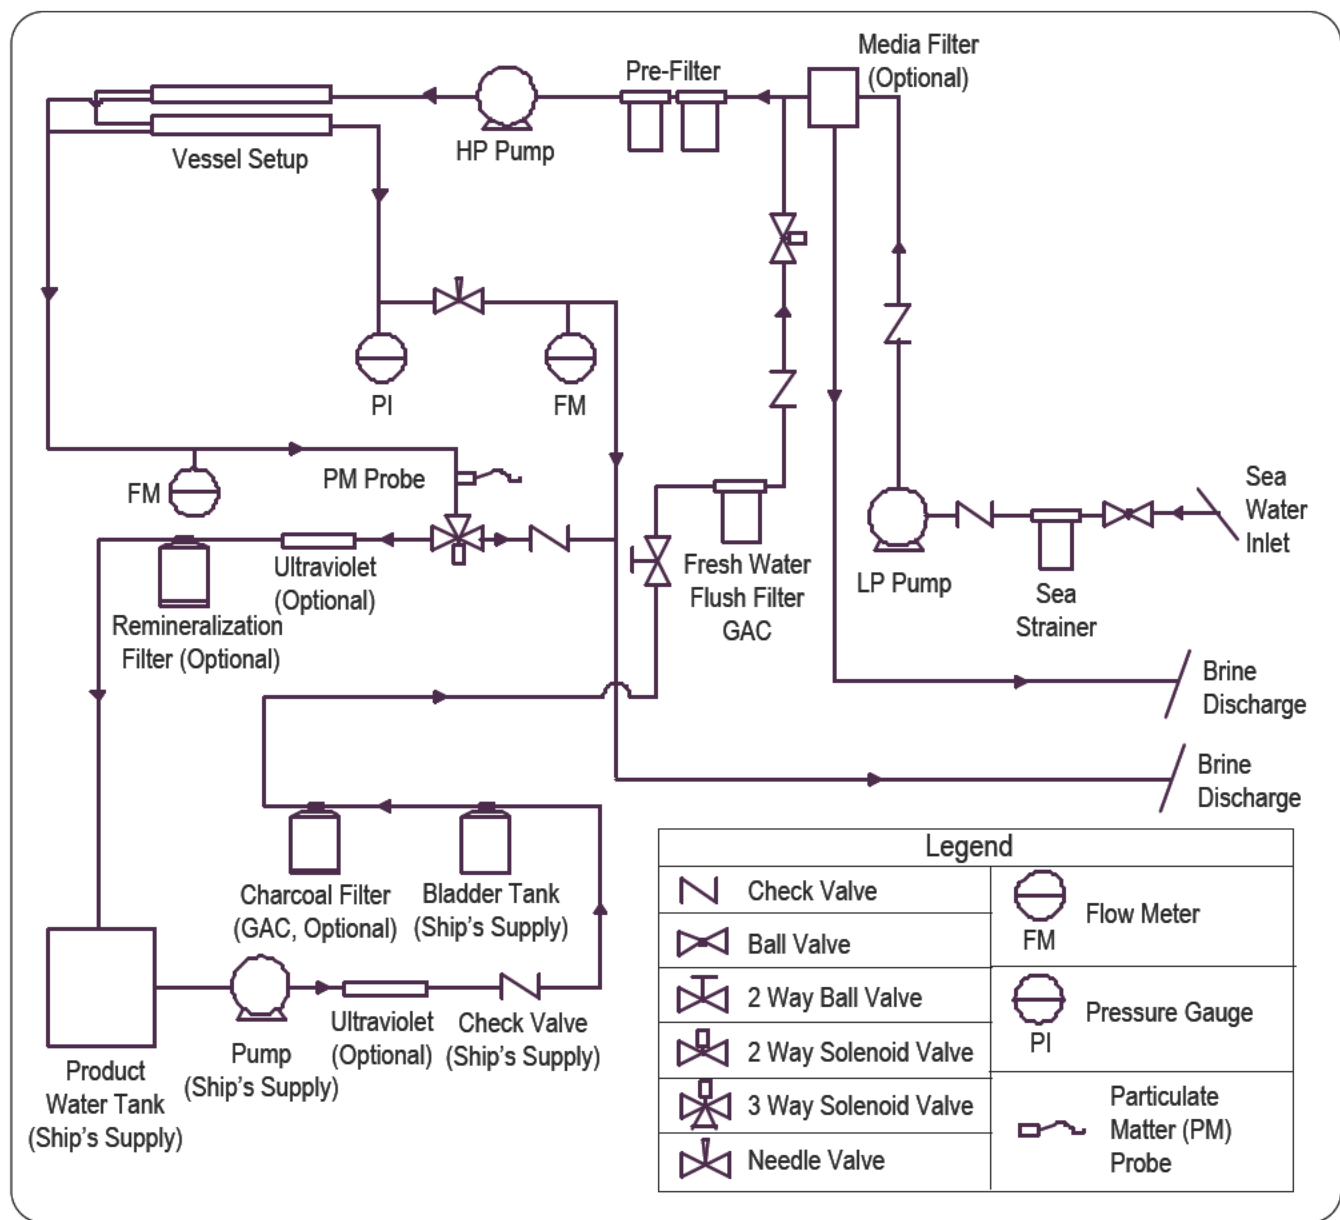 Media Filter
(Optional)
Pre-Filter
HP Pump
Vessel Setup
PI
FM
FM
PM Probe
Sea
Water
Inlet
LP Pump
Sea
Strainer
Fresh Water
Flush Filter
GAC
Ultraviolet
(Optional)
Remineralization
Filter (Optional)
Brine
Discharge
Brine
Discharge
Charcoal Filter
(GAC, Optional)
Bladder Tank
(Ship's Supply)
Product
Water Tank
(Ship's Supply)
Pump
(Ship's Supply)
Ultraviolet
(Optional)
Check Valve
(Ship's Supply)
Legend
Check Valve
Ball Valve
2 Way Ball Valve
2 Way Solenoid Valve
3 Way Solenoid Valve
Needle Valve
FM
Flow Meter
PI
Pressure Gauge
Particulate
Matter (PM)
Probe